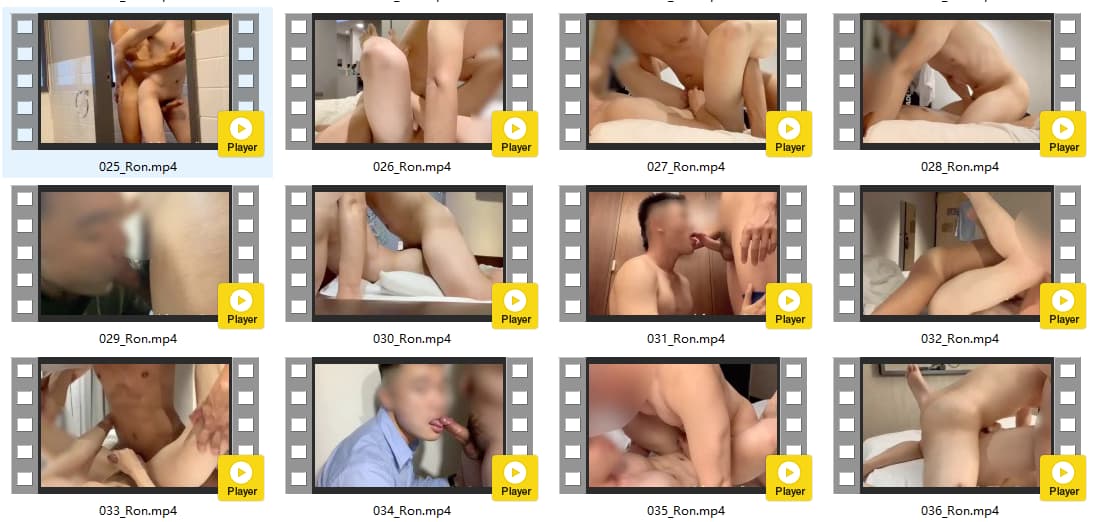 Player
Player
Player
Player
025_Ron.mp4
026_Ron.mp4
027_Ron.mp4
028_Ron.mp4
Player
Player
Player
Player
029_Ron.mp4
030_Ron.mp4
031_Ron.mp4
032_Ron.mp4
Player
Player
Player
Player
033_Ron.mp4
034_Ron.mp4
035_Ron.mp4
036_Ron.mp4